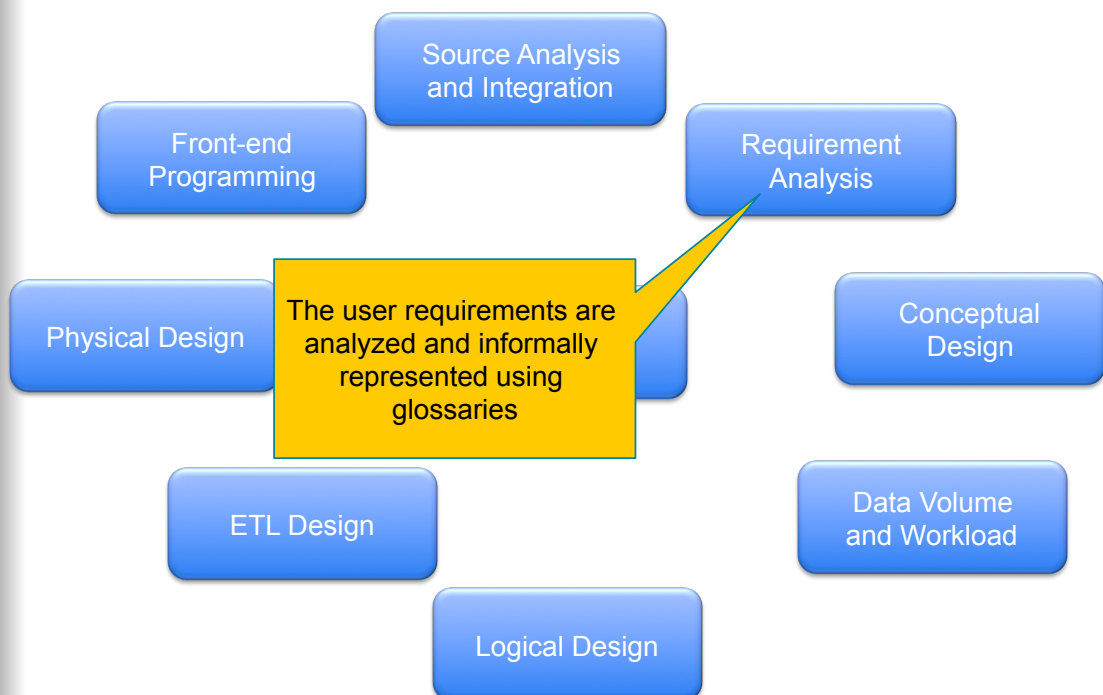 Source Analysis
and Integration
Front-end
Programming
Requirement
Analysis
Physical Design
The user requirements are
analyzed and informally
represented using
glossaries
Conceptual
Design
ETL Design
Data Volume
and Workload
Logical Design